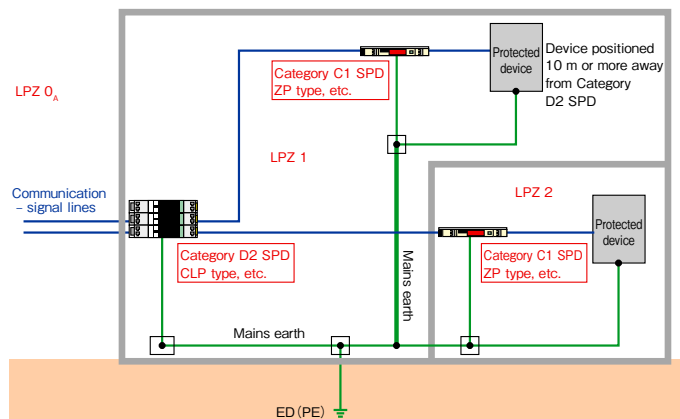 LPZ 0A
Category C1 SPD
ZP type, etc.
Protected
device
Device positioned
10 m or more away
from Category
D2 SPD
LPZ 1
Communication
– signal lines
Category D2 SPD
CLP type, etc.
LPZ 2
Category C1 SPD
ZP type, etc.
Protected
device
Mains earth
Mains earth
ED (PE)